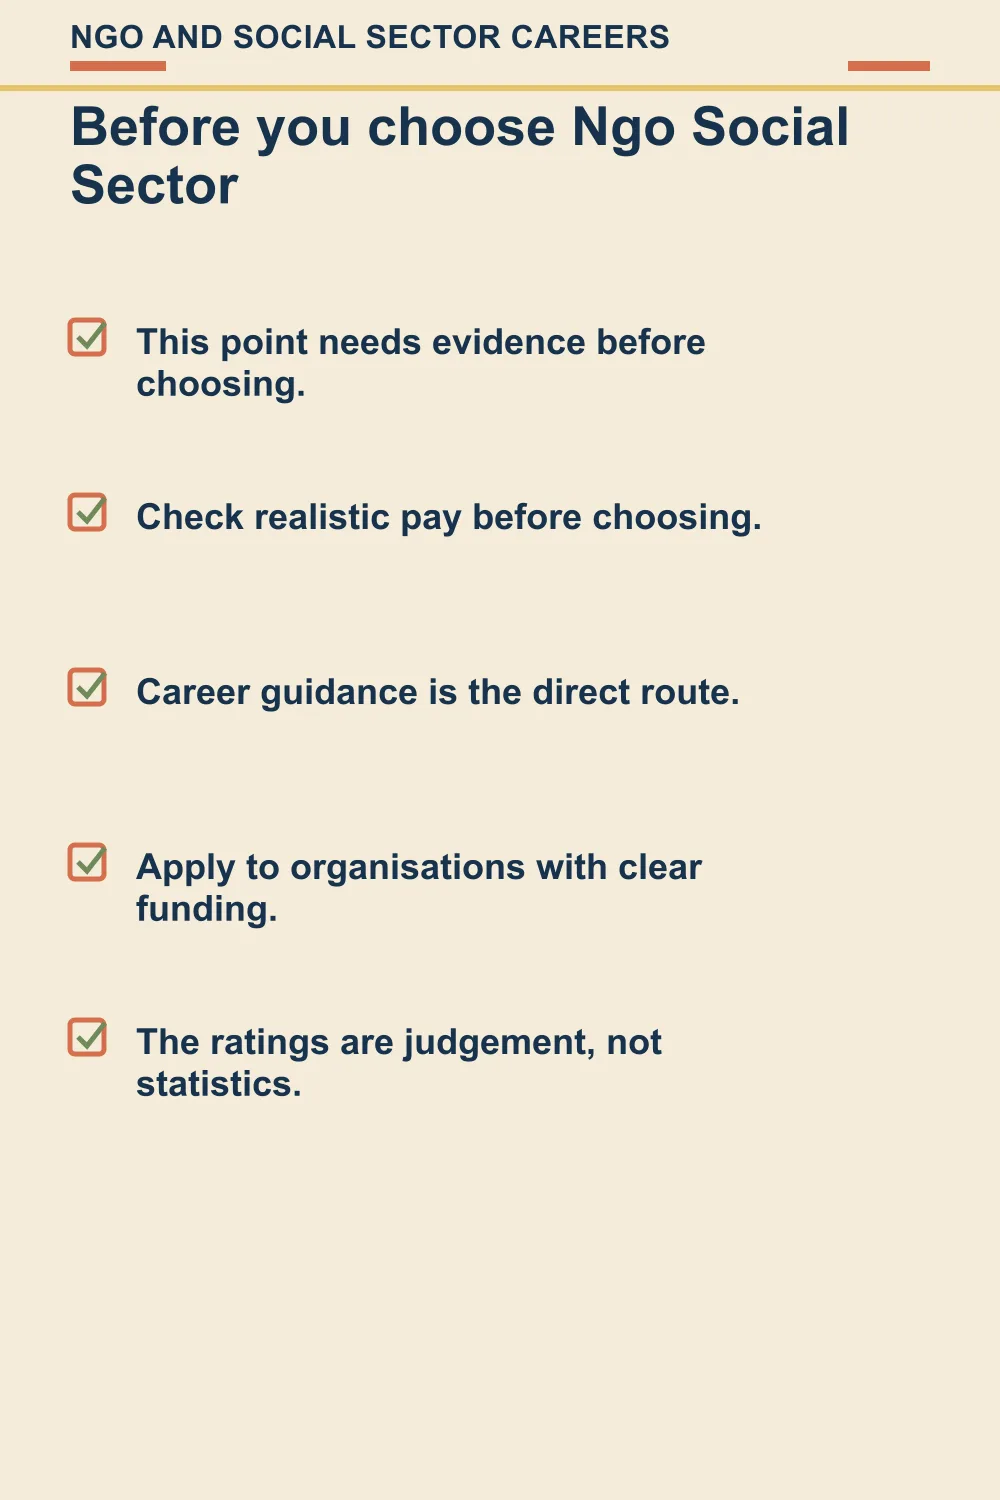 NGO AND SOCIAL SECTOR CAREERS
Before you choose Ngo Social
Sector
This point needs evidence before
choosing.
Check realistic pay before choosing.
Career guidance is the direct route.
Apply to organisations with clear
funding.
The ratings are judgement, not
statistics.